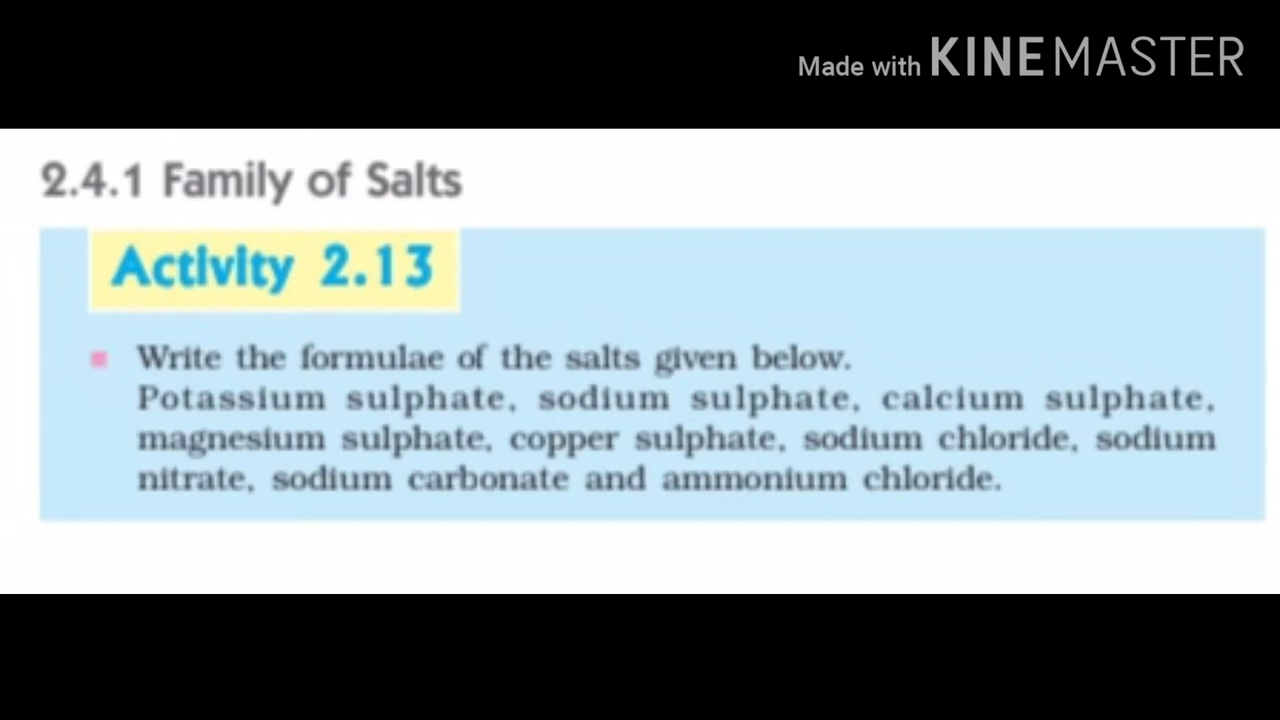 Made with KINEMASTER
2.4.1 Family of Salts
Activity 2.13
Write the formulae of the salts given below.
Potassium sulphate, sodium sulphate, calcium sulphate,
magnesium sulphate, copper sulphate, sodium chloride, sodium
nitrate, sodium carbonate and ammonium chloride.